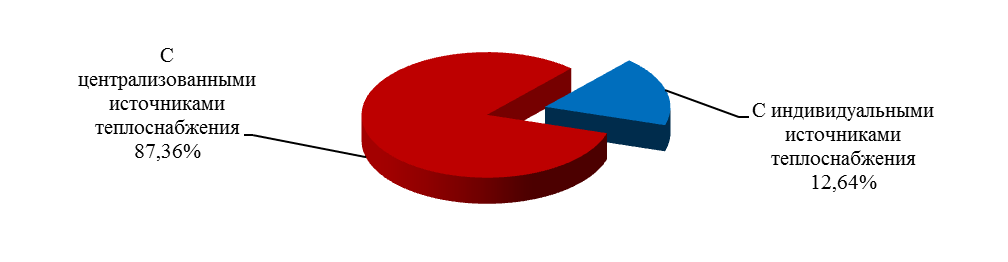 С
централизованными
источниками
теплоснабжения
87,36%
С индивидуальными
источниками
теплоснабжения
12,64%